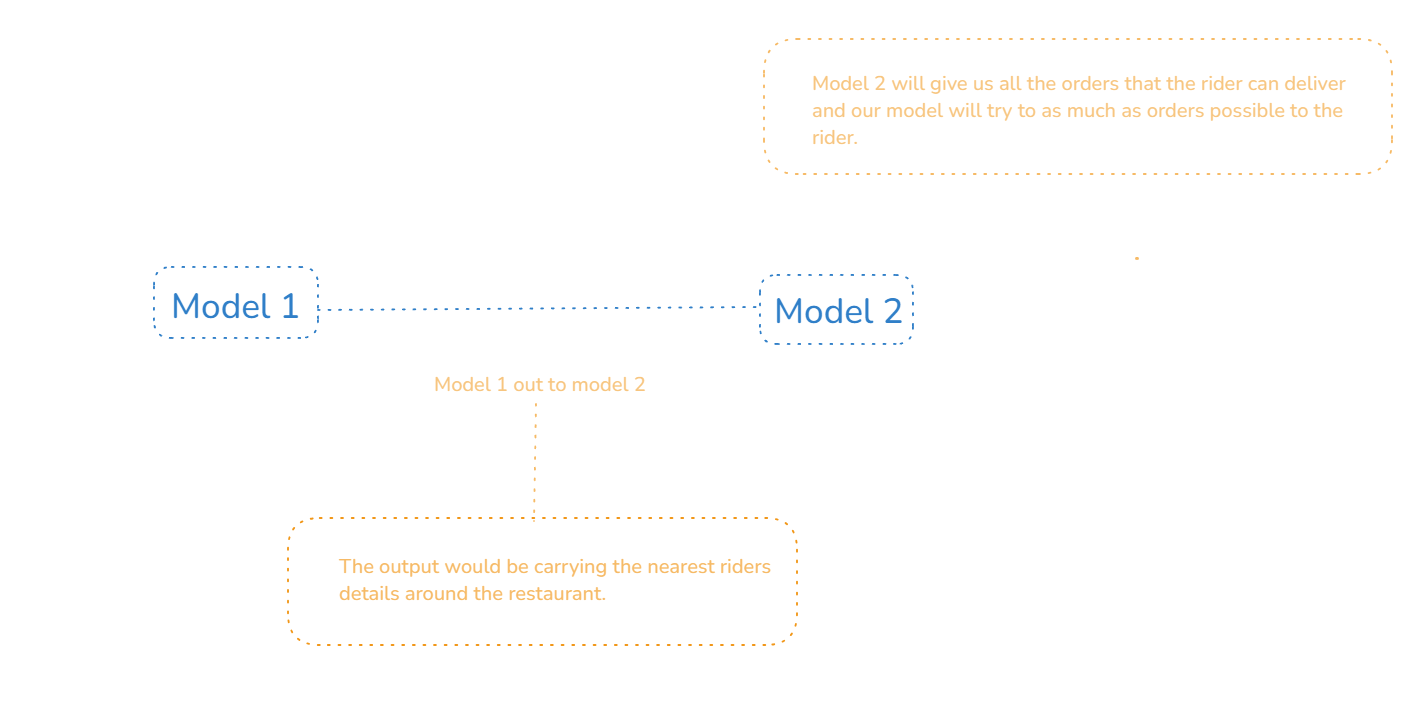 Model 2 will give us all the orders that the rider can deliver
and our model will try to as much as orders possible to the
rider.
Model 1
Model 2
Model 1 out to model 2
The output would be carrying the nearest riders
details around the restaurant.